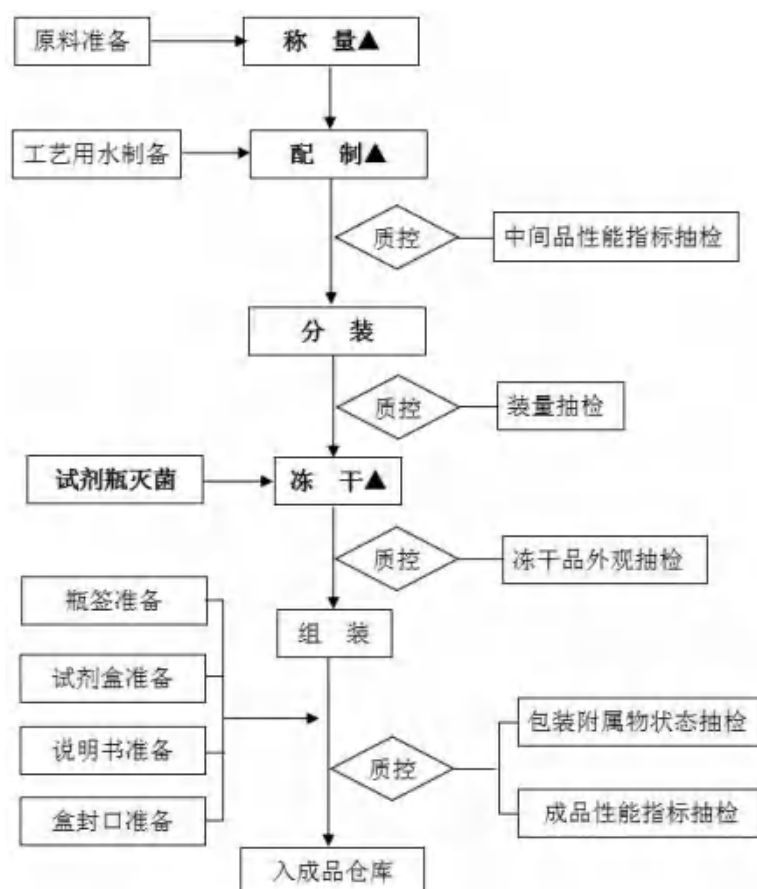 原料准备
称 量▲
工艺用水制备
配 制▲
质控
中间品性能指标抽检
分 装
质控
装量抽检
试剂瓶灭菌
冻 干▲
质控
冻干品外观抽检
瓶签准备
组 装
试剂盒准备
说明书准备
盒封口准备
包装附属物状态抽检
质控
成品性能指标抽检
入成品仓库